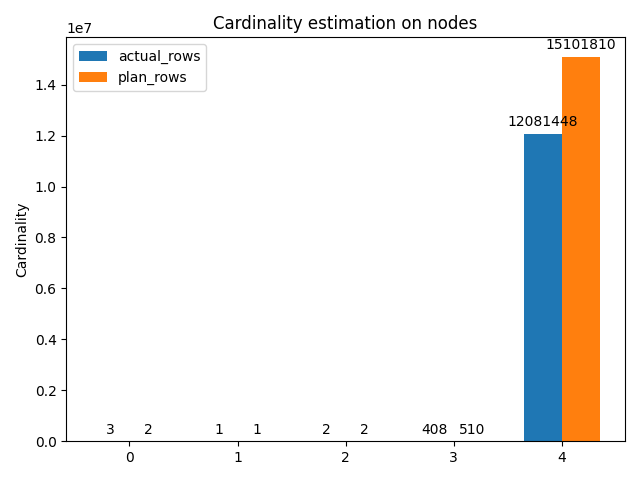 Cardinality estimation on nodes
1e7
actual_rows
plan_rows
15101810
12081448
1.4
1.2
1.0
0.8
0.6
0.4
0.2
0.0
Cardinality
3 2 1 1 2 2 408 510
0 1 2 3 4